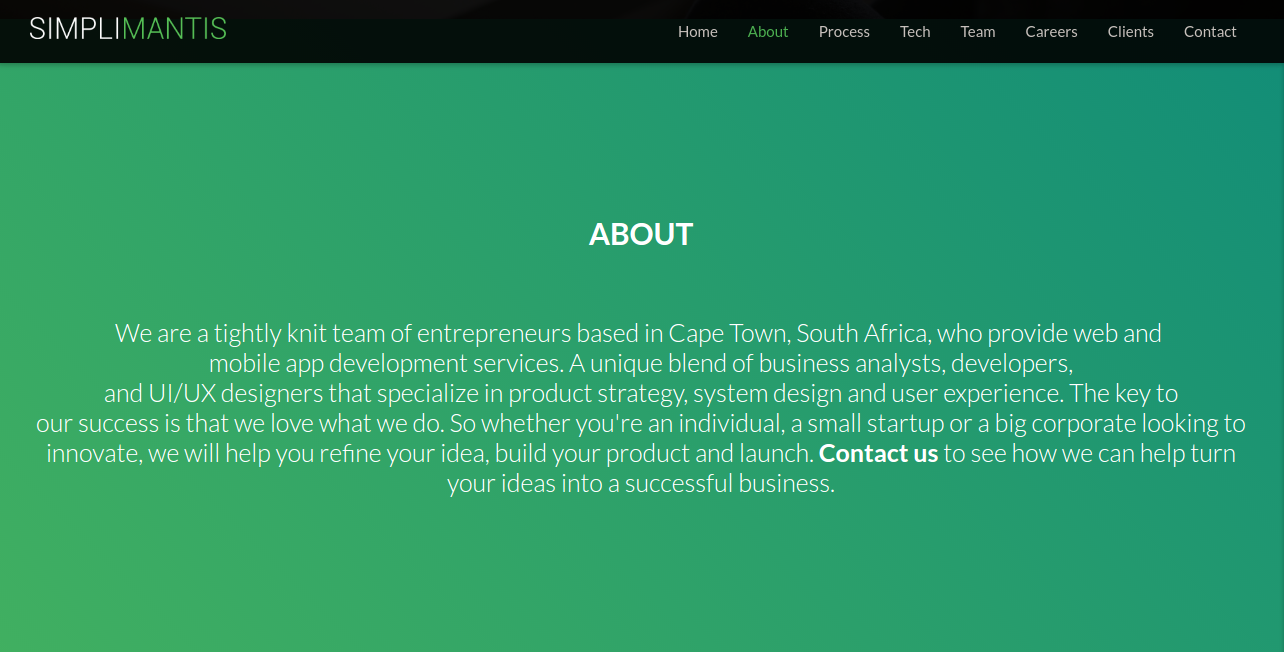 SIMPLIMANTIS
Home About Process Tech Team Careers Clients Contact
ABOUT
We are a tightly knit team of entrepreneurs based in Cape Town, South Africa, who provide web and
mobile app development services. A unique blend of business analysts, developers,
and UI/UX designers that specialize in product strategy, system design and user experience. The key to
our success is that we love what we do. So whether you're an individual, a small startup or a big corporate looking to
innovate, we will help you refine your idea, build your product and launch. Contact us to see how we can help turn
your ideas into a successful business.